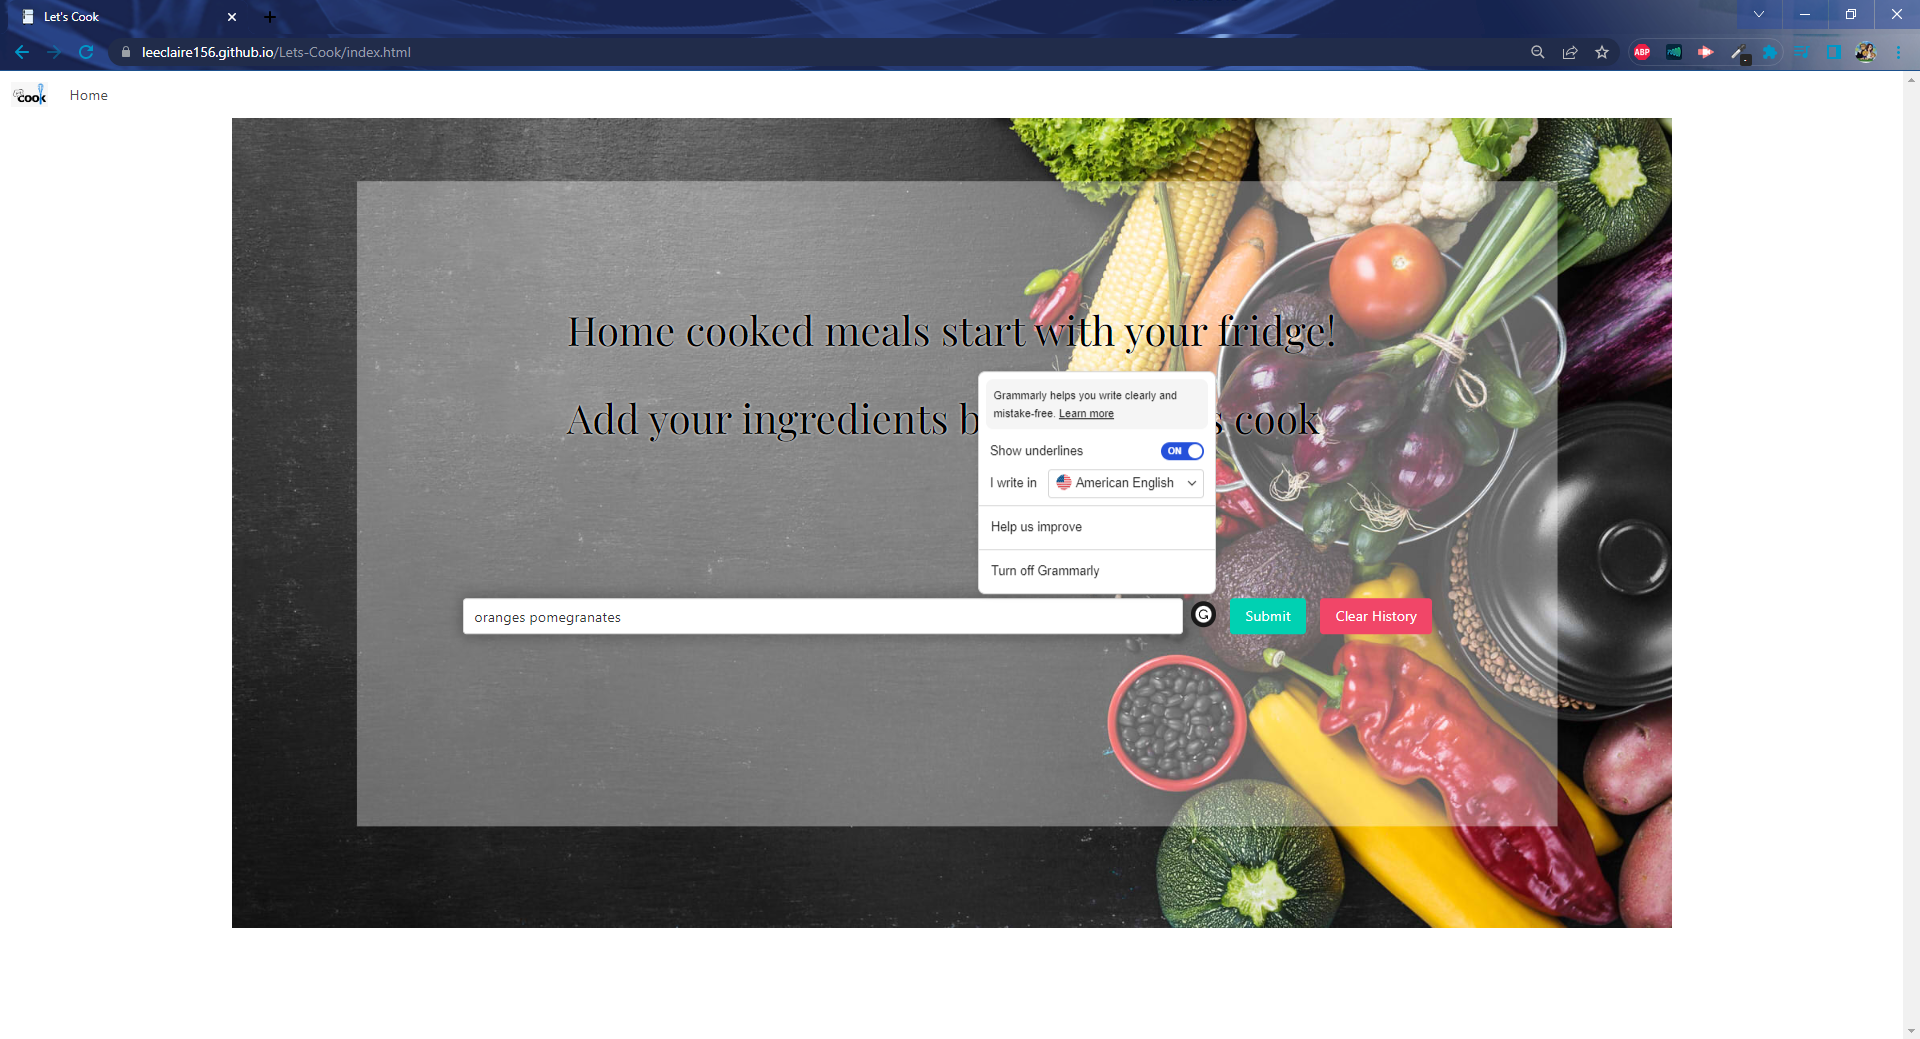 Let's Cook
leeclaire156.github.io/Lets-Cook/index.html
ABP
cook
Home
Home cooked meals start with your fridge!
Add your ingredients b
s cook
Grammarly helps you write clearly and
mistake-free. Learn more
Show underlines ON
I write in American English
Help us improve
Turn off Grammarly
oranges pomegranates
G
Submit
Clear History